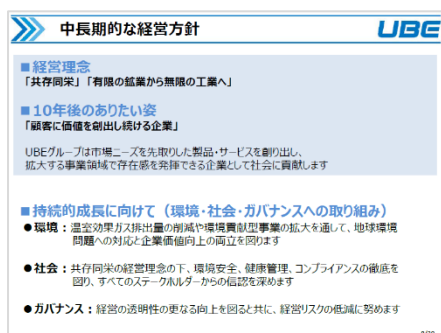 中長期的な経営方針
UBE
■経営理念
「共存同栄」「有限の鉱業から無限の工業へ」
■10年後のありたい姿
「顧客に価値を創出し続ける企業」
UBEグループは市場ニーズを先取りした製品・サービスを創り出し、
拡大する事業領域で存在感を発揮できる企業として社会に貢献します
■持続的成長に向けて（環境・社会・ガバナンスへの取り組み）
●環境：温室効果ガス排出量の削減や環境貢献型事業の拡大を通して、地球環境
問題への対応と企業価値向上の両立を図ります
●社会：共存同栄の経営理念の下、環境安全、健康管理、コンプライアンスの徹底を
図り、すべてのステークホルダーからの信認を深めます
●ガバナンス：経営の透明性の更なる向上を図ると共に、経営リスクの低減に努めます